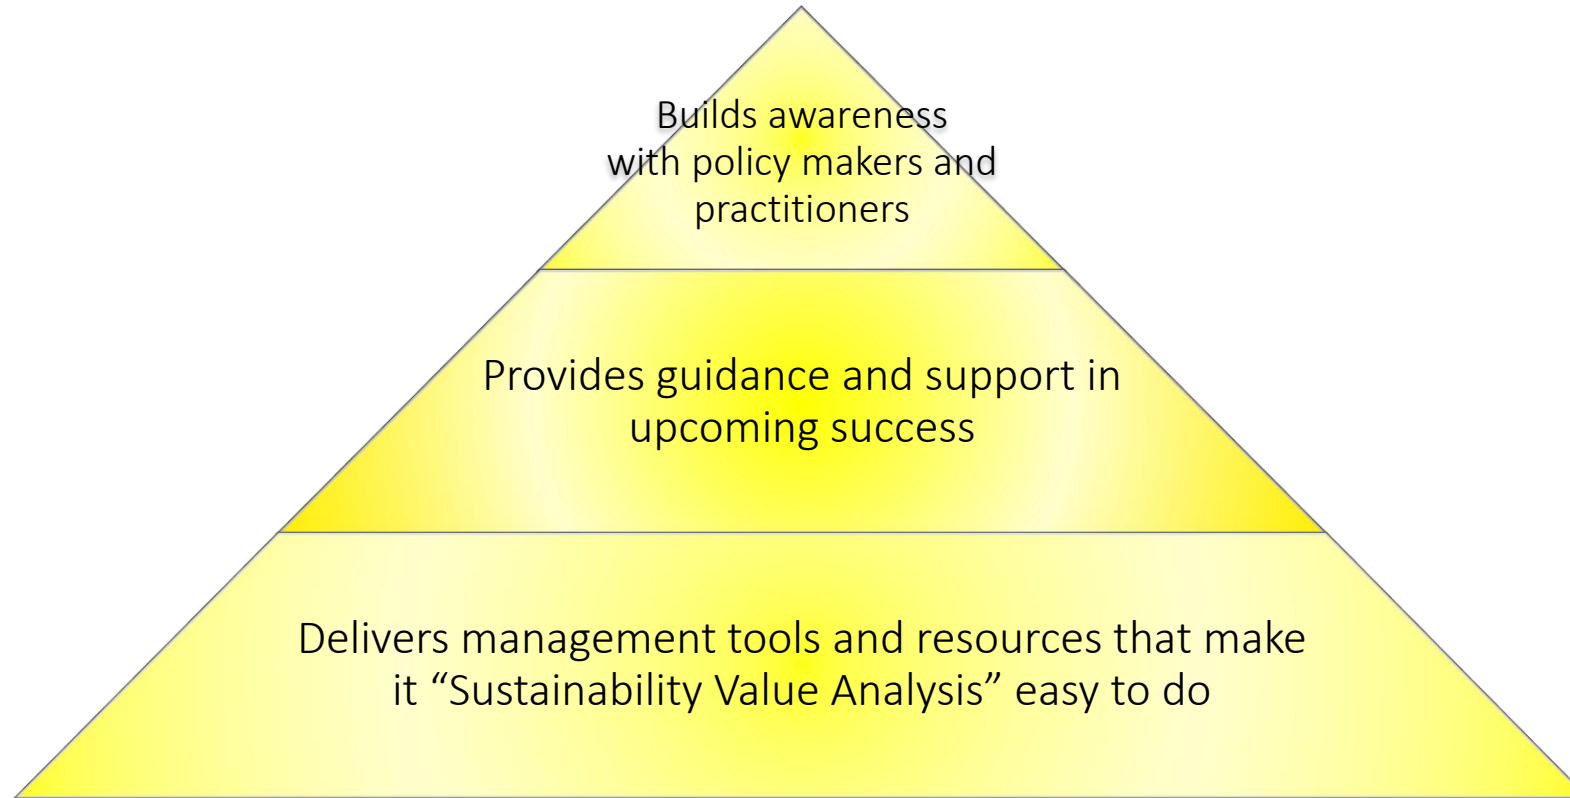 Builds awareness
with policy makers and
practitioners
Provides guidance and support in
upcoming success
Delivers management tools and resources that make
it “Sustainability Value Analysis” easy to do